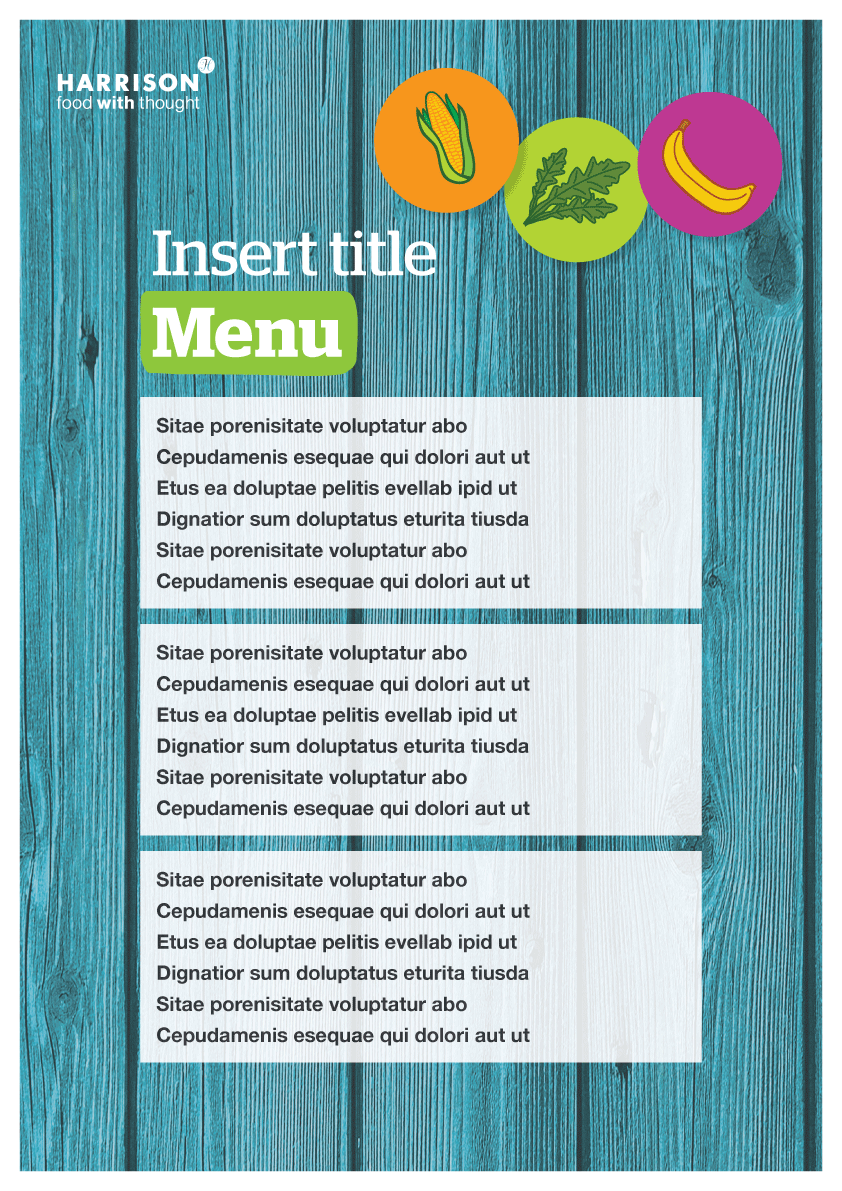 HARRISON
food with thought
Insert title
Menu
Sitae porenisitate voluptatur abo
Cepudamenis esequae qui dolori aut ut
Etus ea doluptae pelitis evellab ipid ut
Dignatior sum doluptatus eturita tiusda
Sitae porenisitate voluptatur abo
Cepudamenis esequae qui dolori aut ut
Sitae porenisitate voluptatur abo
Cepudamenis esequae qui dolori aut ut
Etus ea doluptae pelitis evellab ipid ut
Dignatior sum doluptatus eturita tiusda
Sitae porenisitate voluptatur abo
Cepudamenis esequae qui dolori aut ut
Sitae porenisitate voluptatur abo
Cepudamenis esequae qui dolori aut ut
Etus ea doluptae pelitis evellab ipid ut
Dignatior sum doluptatus eturita tiusda
Sitae porenisitate voluptatur abo
Cepudamenis esequae qui dolori aut ut